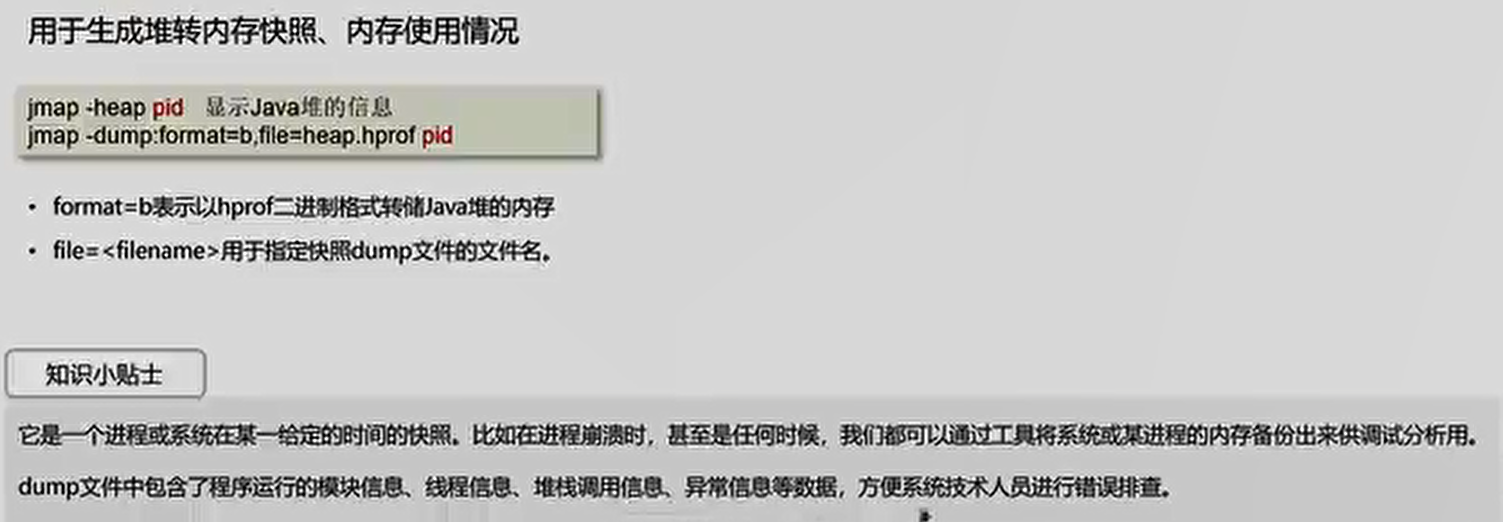 用于生成堆转内存快照、内存使用情况
jmap -heap pid 显示Java堆的信息
jmap -dump:format=b,file=heap.hprof pid
• format=b表示以hprof二进制格式转储Java堆的内存
• file=<filename>用于指定快照dump文件的文件名。
知识小贴士
它是一个进程或系统在某一给定的时间的快照。比如在进程崩溃时，甚至是任何时候，我们都可以通过工具将系统或某进程的内存备份出来供调试分析用。
dump文件中包含了程序运行的模块信息、线程信息、堆栈调用信息、异常信息等数据，方便系统技术人员进行错误排查。